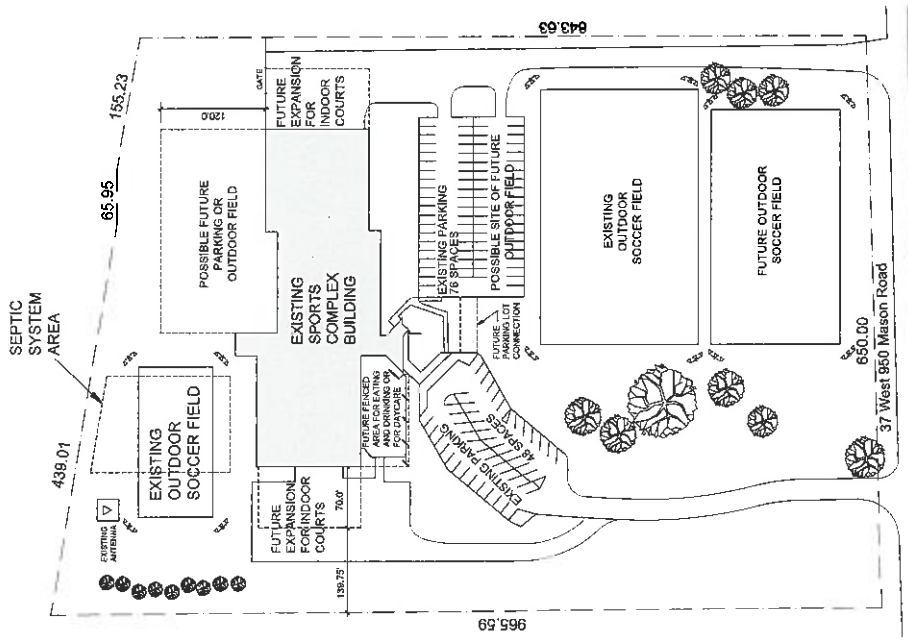 843.63
155.23
65.95
439.01
SEPTIC
SYSTEM
AREA
GATE
120.0
FUTURE
EXPANSION
FOR
INDOOR
COURTS
POSSIBLE FUTURE
PARKING OR
OUTDOOR FIELD
EXISTING
SPORTS
COMPLEX
BUILDING
EXISTING PARKING
76 SPACES
POSSIBLE SITE OF FUTURE
OUTDOOR FIELD
EXISTING
OUTDOOR
SOCCER FIELD
FUTURE OUTDOOR
SOCCER FIELD
FUTURE
PARKING LOT
CONNECTION
FUTURE FENCED
AREA FOR EATING
AND DRINKING OR
FOR DAYCARE
EXISTING PARKING
48 SPACES
EXISTING
OUTDOOR
SOCCER FIELD
EXISTING
ANTENNA
FUTURE
EXPANSION
FOR INDOOR
COURTS
70.0'
139.75'
650.00
37 West 950 Mason Road
965.59